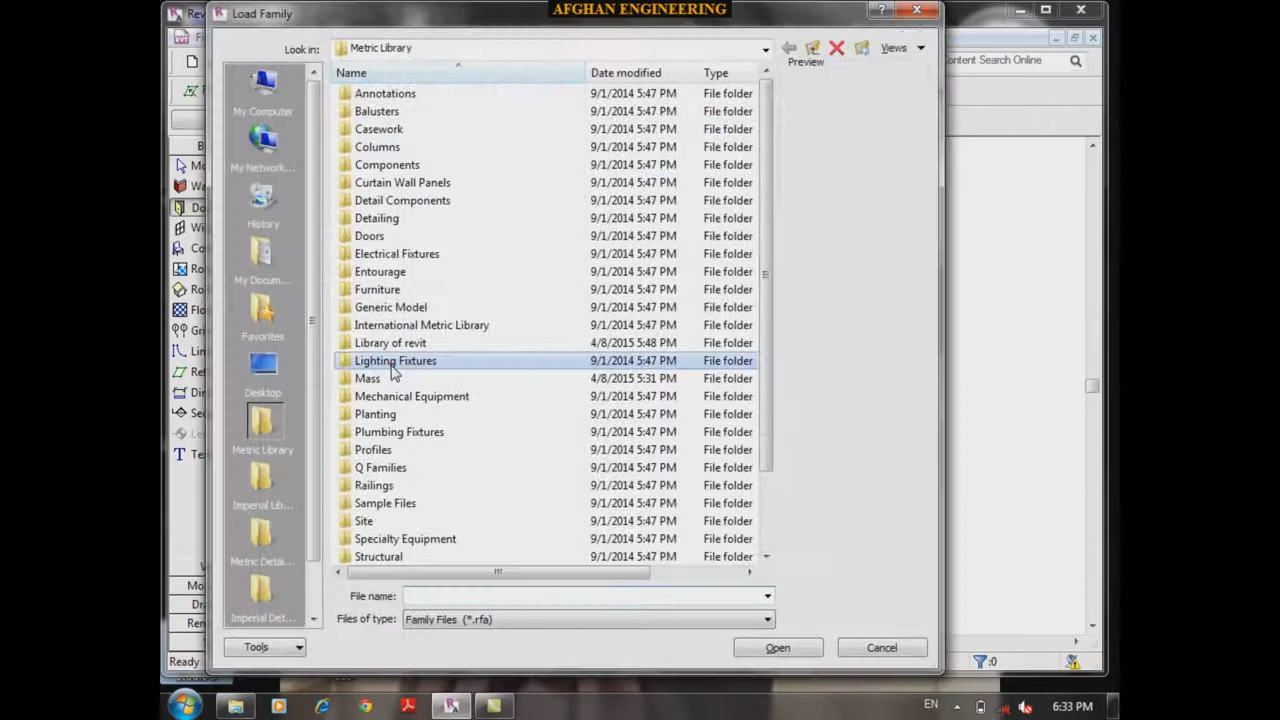 AFGHAN ENGINEERING
Load Family
Look in:
Metric Library
Views
Preview
Name
Date modified
Type
Annotations 9/1/2014 5:47 PM File folder
Balusters 9/1/2014 5:47 PM File folder
Casework 9/1/2014 5:47 PM File folder
Columns 9/1/2014 5:47 PM File folder
Components 9/1/2014 5:47 PM File folder
Curtain Wall Panels 9/1/2014 5:47 PM File folder
Detail Components 9/1/2014 5:47 PM File folder
Detailing 9/1/2014 5:47 PM File folder
Doors 9/1/2014 5:47 PM File folder
Electrical Fixtures 9/1/2014 5:47 PM File folder
Entourage 9/1/2014 5:47 PM File folder
Furniture 9/1/2014 5:47 PM File folder
Generic Model 9/1/2014 5:47 PM File folder
International Metric Library 9/1/2014 5:47 PM File folder
Library of revit 4/8/2015 5:48 PM File folder
Lighting Fixtures 9/1/2014 5:47 PM File folder
Mass 4/8/2015 5:31 PM File folder
Mechanical Equipment 9/1/2014 5:47 PM File folder
Planting 9/1/2014 5:47 PM File folder
Plumbing Fixtures 9/1/2014 5:47 PM File folder
Profiles 9/1/2014 5:47 PM File folder
Q Families 9/1/2014 5:47 PM File folder
Railings 9/1/2014 5:47 PM File folder
Sample Files 9/1/2014 5:47 PM File folder
Site 9/1/2014 5:47 PM File folder
Specialty Equipment 9/1/2014 5:47 PM File folder
Structural 9/1/2014 5:47 PM File folder
My Computer
My Network...
History
My Docum...
Favorites
Desktop
Metric Library
Imperial Lib...
Metric Detai...
Imperial Det...
File name:
Files of type: Family Files (*.rfa)
Tools
Open
Cancel
ontent Search Online
Ready
:0
EN
6:33 PM